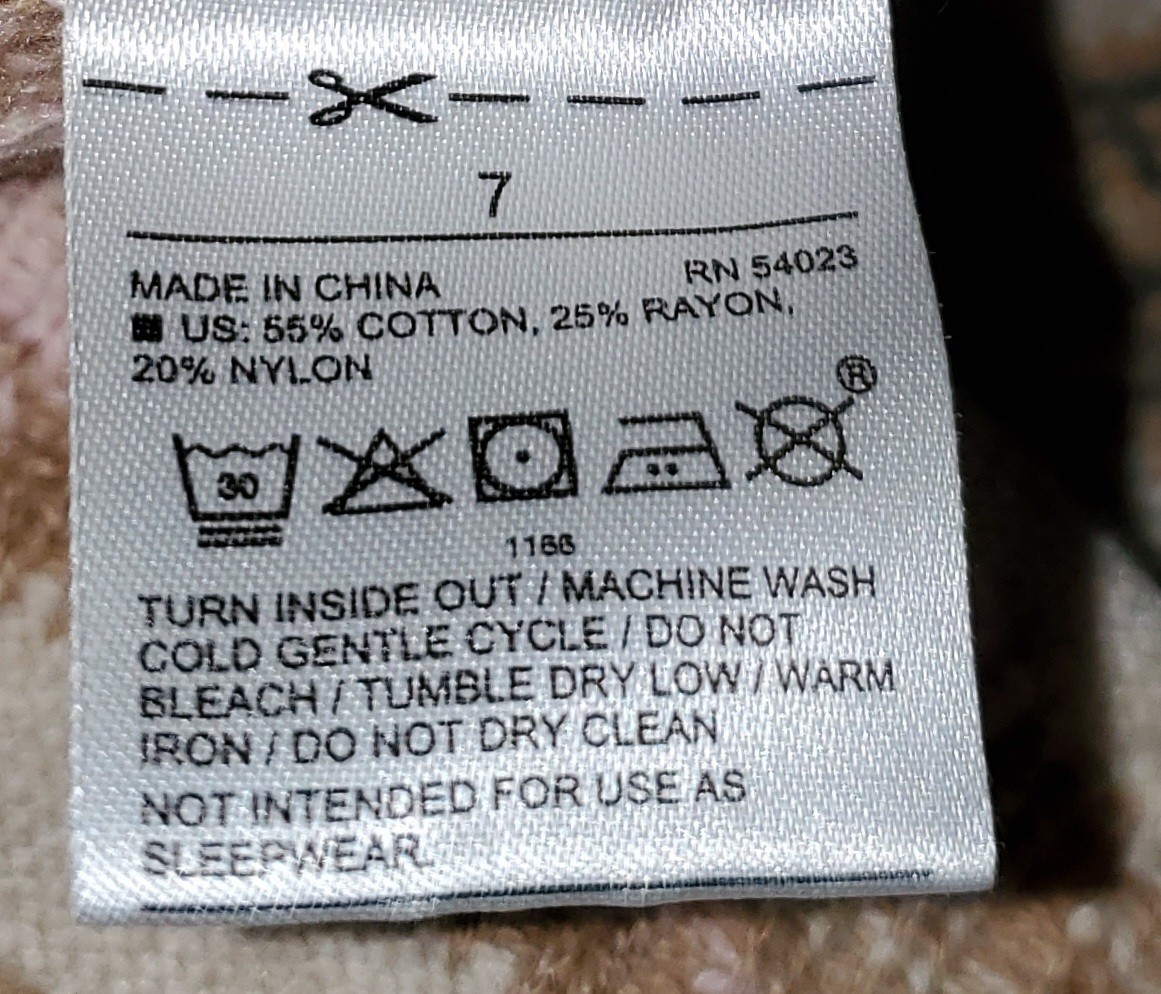 7
MADE IN CHINA RN 54023
US: 55% COTTON, 25% RAYON,
20% NYLON
®
30
1166
TURN INSIDE OUT / MACHINE WASH
COLD GENTLE CYCLE / DO NOT
BLEACH / TUMBLE DRY LOW / WARM
IRON / DO NOT DRY CLEAN
NOT INTENDED FOR USE AS
SLEEPWEAR.